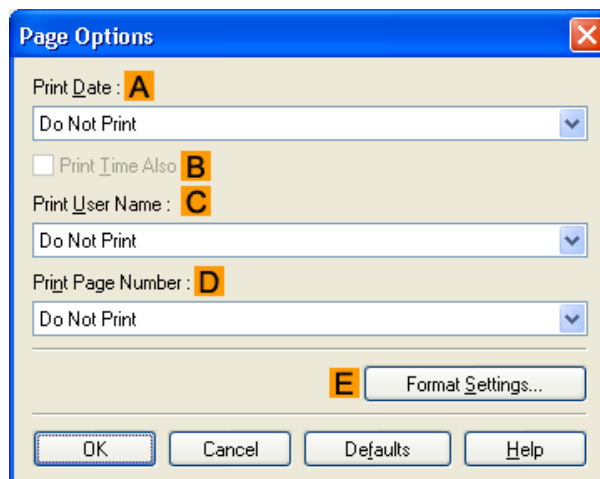 Page Options
Print Date : A
Do Not Print
Print Time Also B
Print User Name : C
Do Not Print
Print Page Number : D
Do Not Print
E Format Settings...
OK Cancel Defaults Help